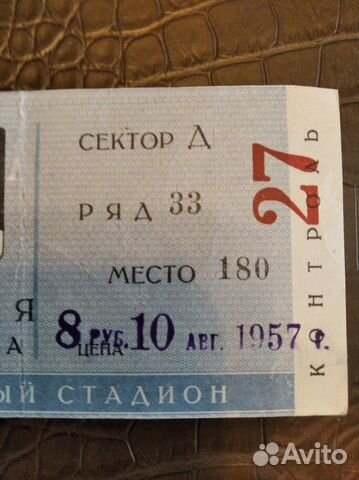 СЕКТОР Д
РЯД 33
МЕСТО 180
Я
8 РУБ. 10 АВГ. 1957 Г.
А ЦЕНА
ЫЙ СТАДИОН
27
КОНТРОЛЬ
Avito